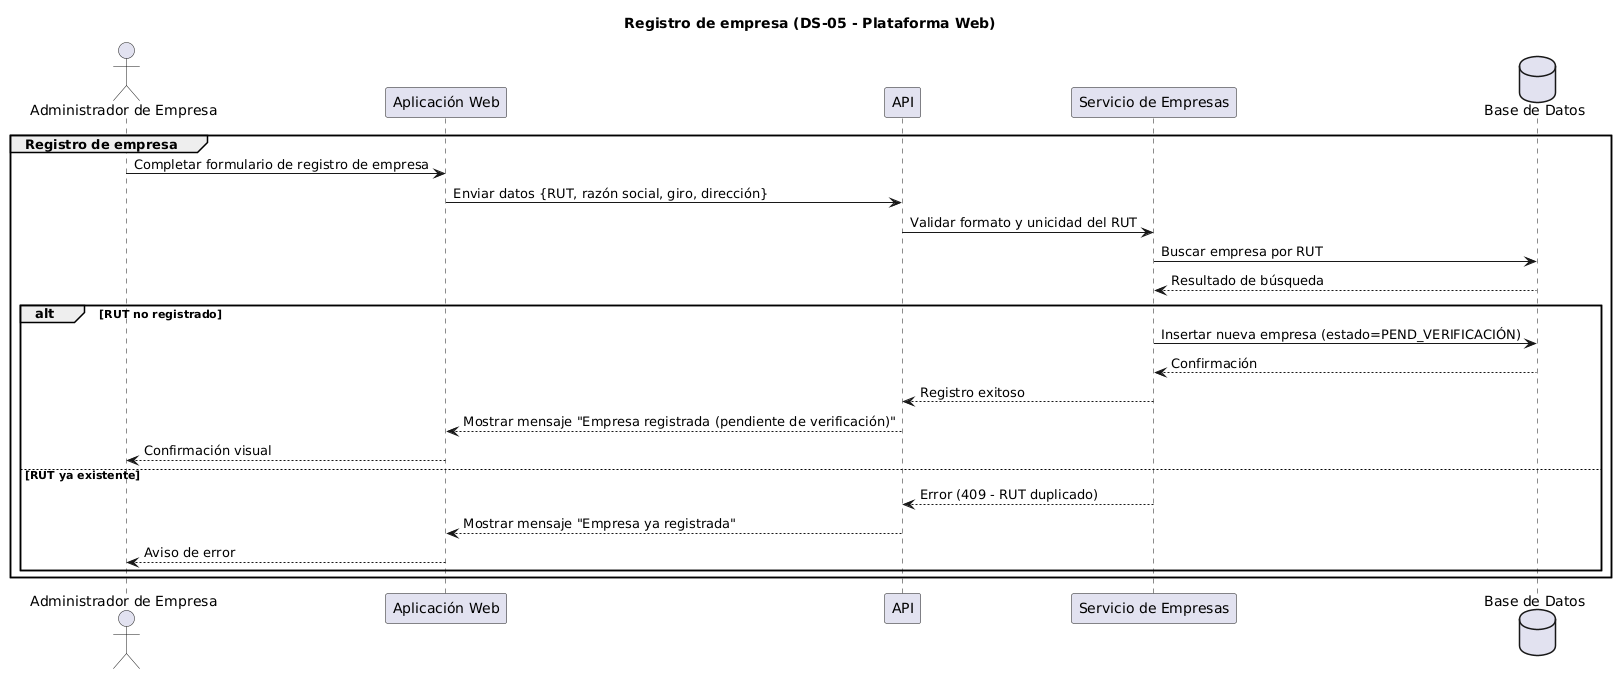 Registro de empresa (DS-05 - Plataforma Web)
Administrador de Empresa
Aplicación Web
API
Servicio de Empresas
Base de Datos
Registro de empresa
Completar formulario de registro de empresa
Enviar datos {RUT, razón social, giro, dirección}
Validar formato y unicidad del RUT
Buscar empresa por RUT
Resultado de búsqueda
alt
[RUT no registrado]
Insertar nueva empresa (estado=PEND_VERIFICACIÓN)
Confirmación
Registro exitoso
Mostrar mensaje "Empresa registrada (pendiente de verificación)"
Confirmación visual
[RUT ya existente]
Error (409 - RUT duplicado)
Mostrar mensaje "Empresa ya registrada"
Aviso de error
Administrador de Empresa
Aplicación Web
API
Servicio de Empresas
Base de Datos